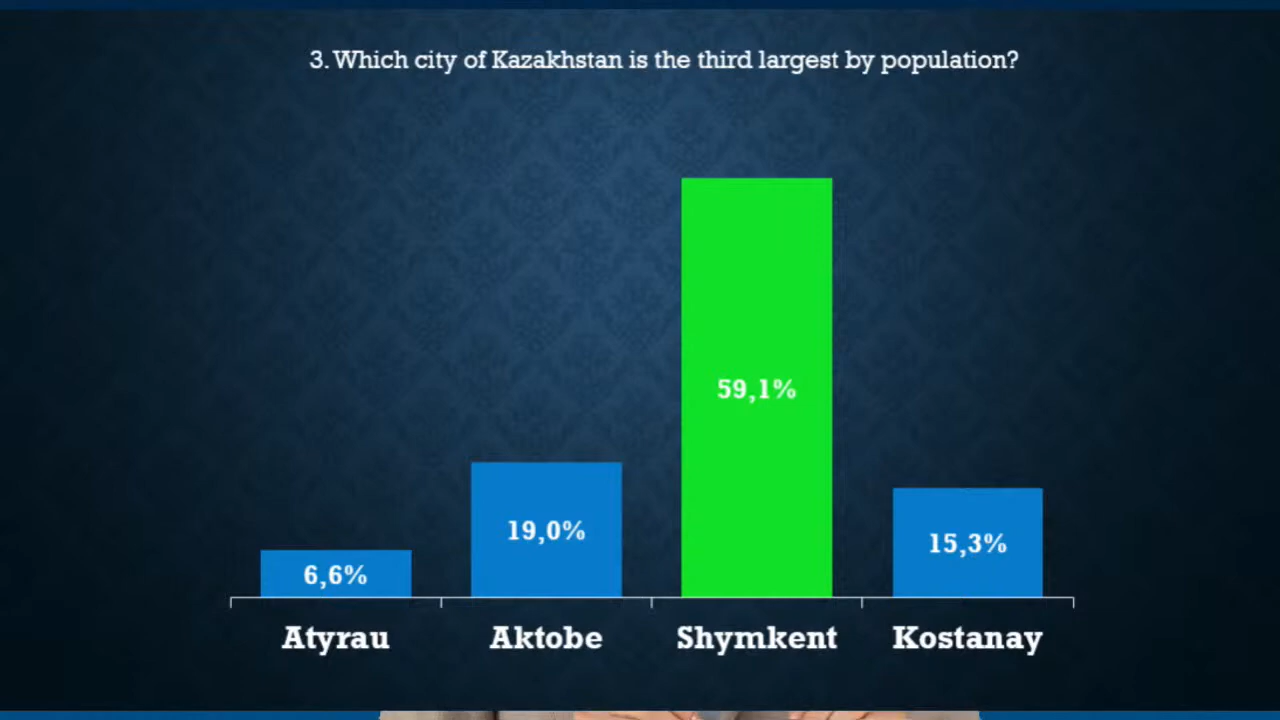 3. Which city of Kazakhstan is the third largest by population?
59,1%
19,0%
15,3%
6,6%
Atyrau Aktobe Shymkent Kostanay